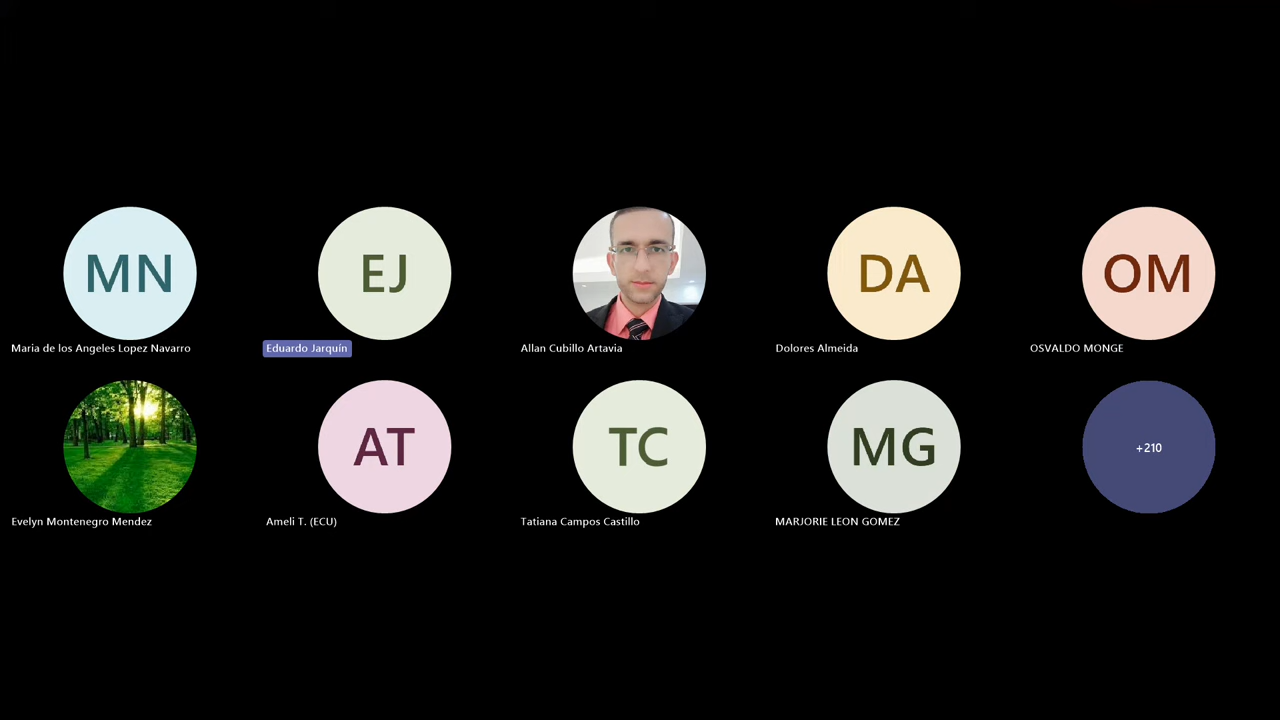 MN
EJ
DA
OM
Maria de los Angeles Lopez Navarro
Eduardo Jarquín
Allan Cubillo Artavia
Dolores Almeida
OSVALDO MONGE
AT
TC
MG
+210
Evelyn Montenegro Mendez
Ameli T. (ECU)
Tatiana Campos Castillo
MARJORIE LEON GOMEZ